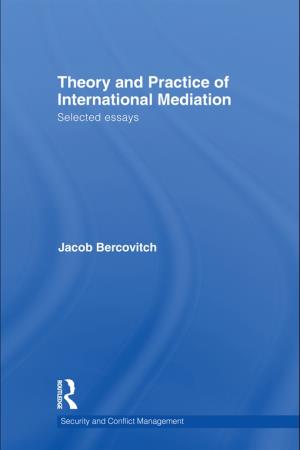 Theory and Practice of
International Mediation
Selected essays
Jacob Bercovitch
ROUTLEDGE
Security and Conflict Management